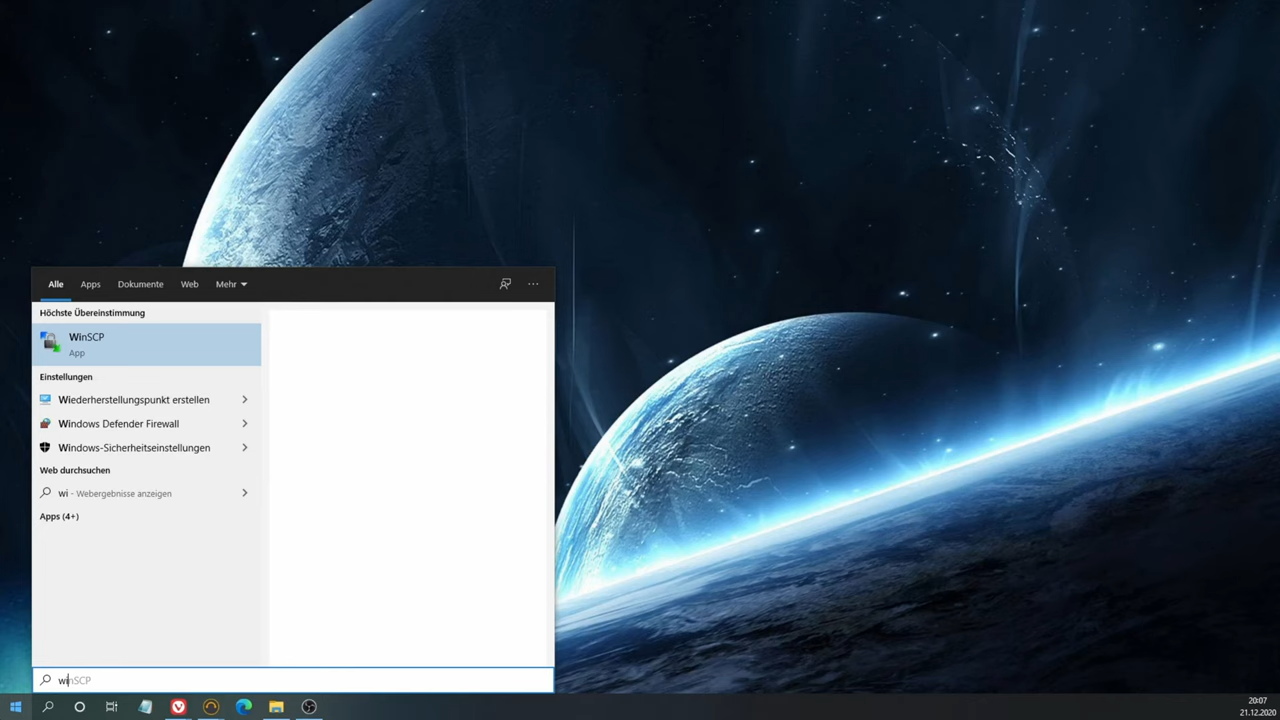 Alle Apps Dokumente Web Mehr
Höchste Übereinstimmung
WinSCP
App
Einstellungen
Wiederherstellungspunkt erstellen
Windows Defender Firewall
Windows-Sicherheitseinstellungen
Web durchsuchen
wi - Webergebnisse anzeigen
Apps (4+)
winSCP
20:07
21.12.2020